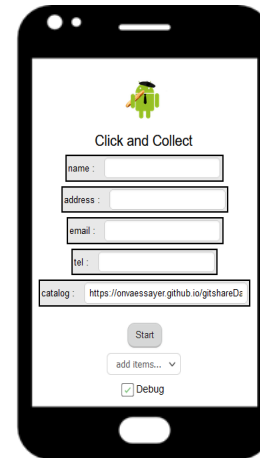 Click and Collect
name :
address :
email :
tel :
catalog : https://onvaessayer.github.io/gitshareDa
Start
add items...
Debug